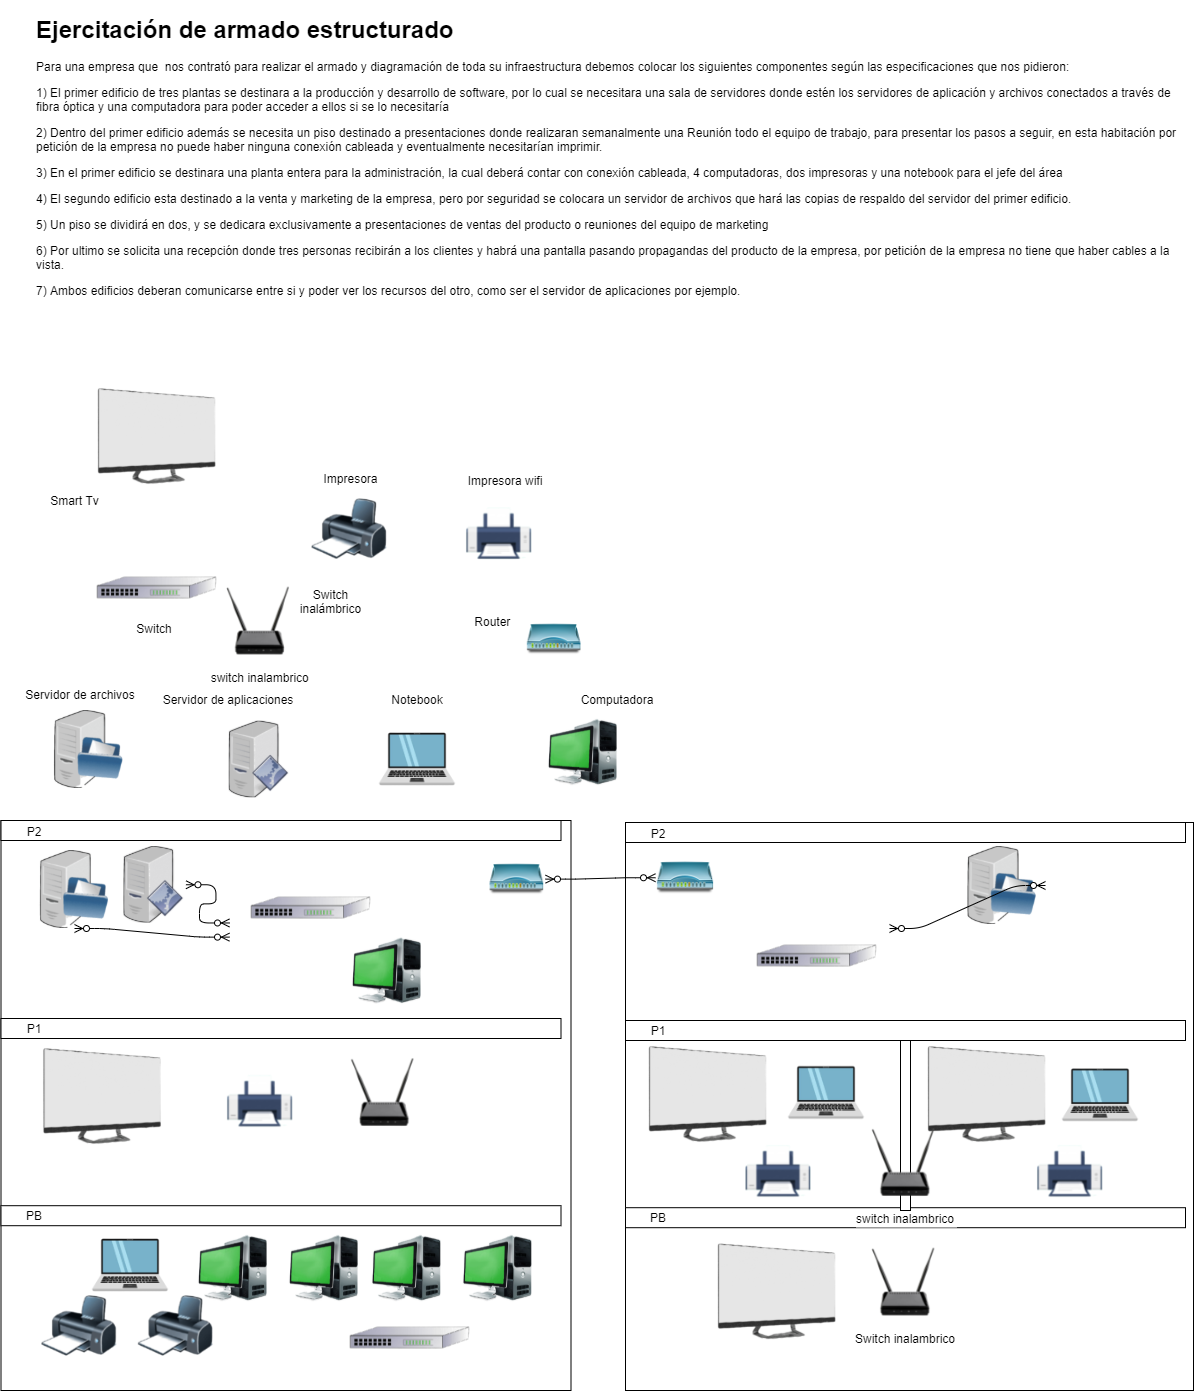 Ejercitación de armado estructurado
Para una empresa que  nos contrató para realizar el armado y diagramación de toda su infraestructura debemos colocar los siguientes componentes según las especificaciones que nos pidieron:
1) El primer edificio de tres plantas se destinara a la producción y desarrollo de software, por lo cual se necesitara una sala de servidores donde estén los servidores de aplicación y archivos conectados a través de
fibra óptica y una computadora para poder acceder a ellos si se lo necesitaría
2) Dentro del primer edificio además se necesita un piso destinado a presentaciones donde realizaran semanalmente una Reunión todo el equipo de trabajo, para presentar los pasos a seguir, en esta habitación por
petición de la empresa no puede haber ninguna conexión cableada y eventualmente necesitarían imprimir.
3) En el primer edificio se destinara una planta entera para la administración, la cual deberá contar con conexión cableada, 4 computadoras, dos impresoras y una notebook para el jefe del área
4) El segundo edificio esta destinado a la venta y marketing de la empresa, pero por seguridad se colocara un servidor de archivos que hará las copias de respaldo del servidor del primer edificio.
5) Un piso se dividirá en dos, y se dedicara exclusivamente a presentaciones de ventas del producto o reuniones del equipo de marketing
6) Por ultimo se solicita una recepción donde tres personas recibirán a los clientes y habrá una pantalla pasando propagandas del producto de la empresa, por petición de la empresa no tiene que haber cables a la
vista.
7) Ambos edificios deberan comunicarse entre si y poder ver los recursos del otro, como ser el servidor de aplicaciones por ejemplo.
Smart Tv
Impresora
Impresora wifi
Switch
Switch
inalámbrico
Router
switch inalambrico
Servidor de archivos
Servidor de aplicaciones
Notebook
Computadora
P2
P1
PB
P2
P1
PB
switch inalambrico
Switch inalambrico